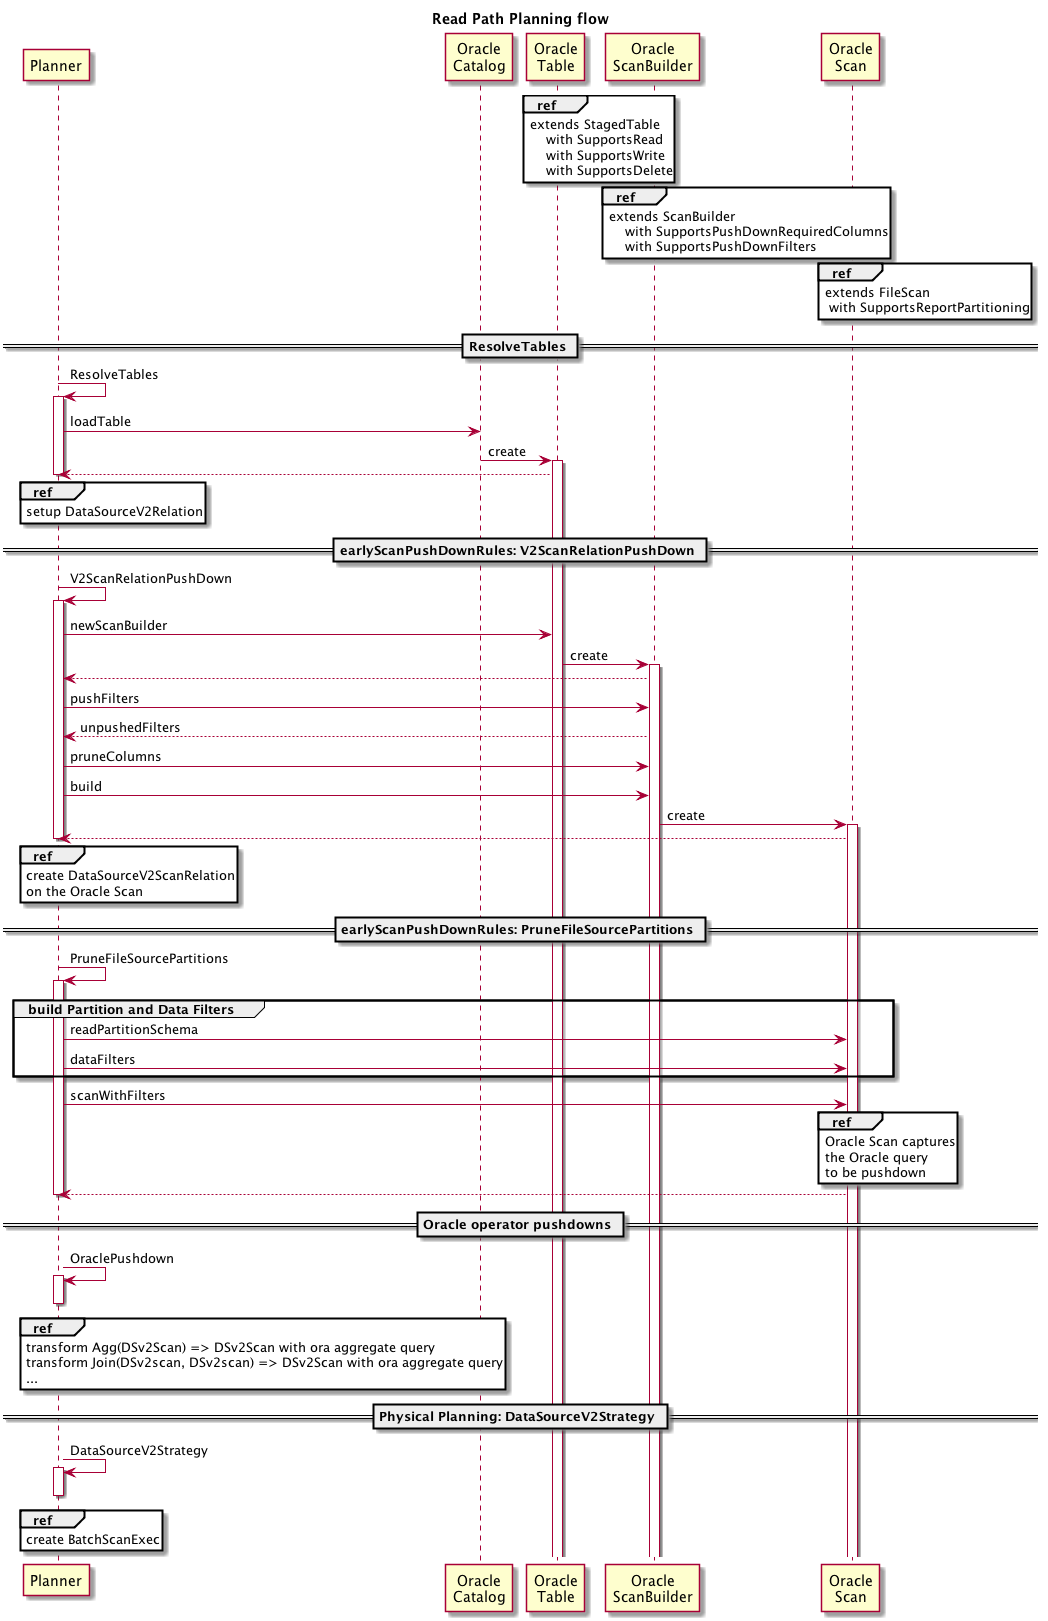 Read Path Planning flow
Planner
Oracle
Catalog
Oracle
Table
Oracle
ScanBuilder
Oracle
Scan
ref
extends StagedTable
with SupportsRead
with SupportsWrite
with SupportsDelete
ref
extends ScanBuilder
with SupportsPushDownRequiredColumns
with SupportsPushDownFilters
ref
extends FileScan
with SupportsReportPartitioning
ResolveTables
ResolveTables
loadTable
create
ref
setup DataSourceV2Relation
earlyScanPushDownRules: V2ScanRelationPushDown
V2ScanRelationPushDown
newScanBuilder
create
pushFilters
unpushedFilters
pruneColumns
build
create
ref
create DataSourceV2ScanRelation
on the Oracle Scan
earlyScanPushDownRules: PruneFileSourcePartitions
PruneFileSourcePartitions
build Partition and Data Filters
readPartitionSchema
dataFilters
scanWithFilters
ref
Oracle Scan captures
the Oracle query
to be pushdown
Oracle operator pushdowns
OraclePushdown
ref
transform Agg(DSv2Scan) => DSv2Scan with ora aggregate query
transform Join(DSv2scan, DSv2scan) => DSv2Scan with ora aggregate query
...
Physical Planning: DataSourceV2Strategy
DataSourceV2Strategy
ref
create BatchScanExec
Planner
Oracle
Catalog
Oracle
Table
Oracle
ScanBuilder
Oracle
Scan